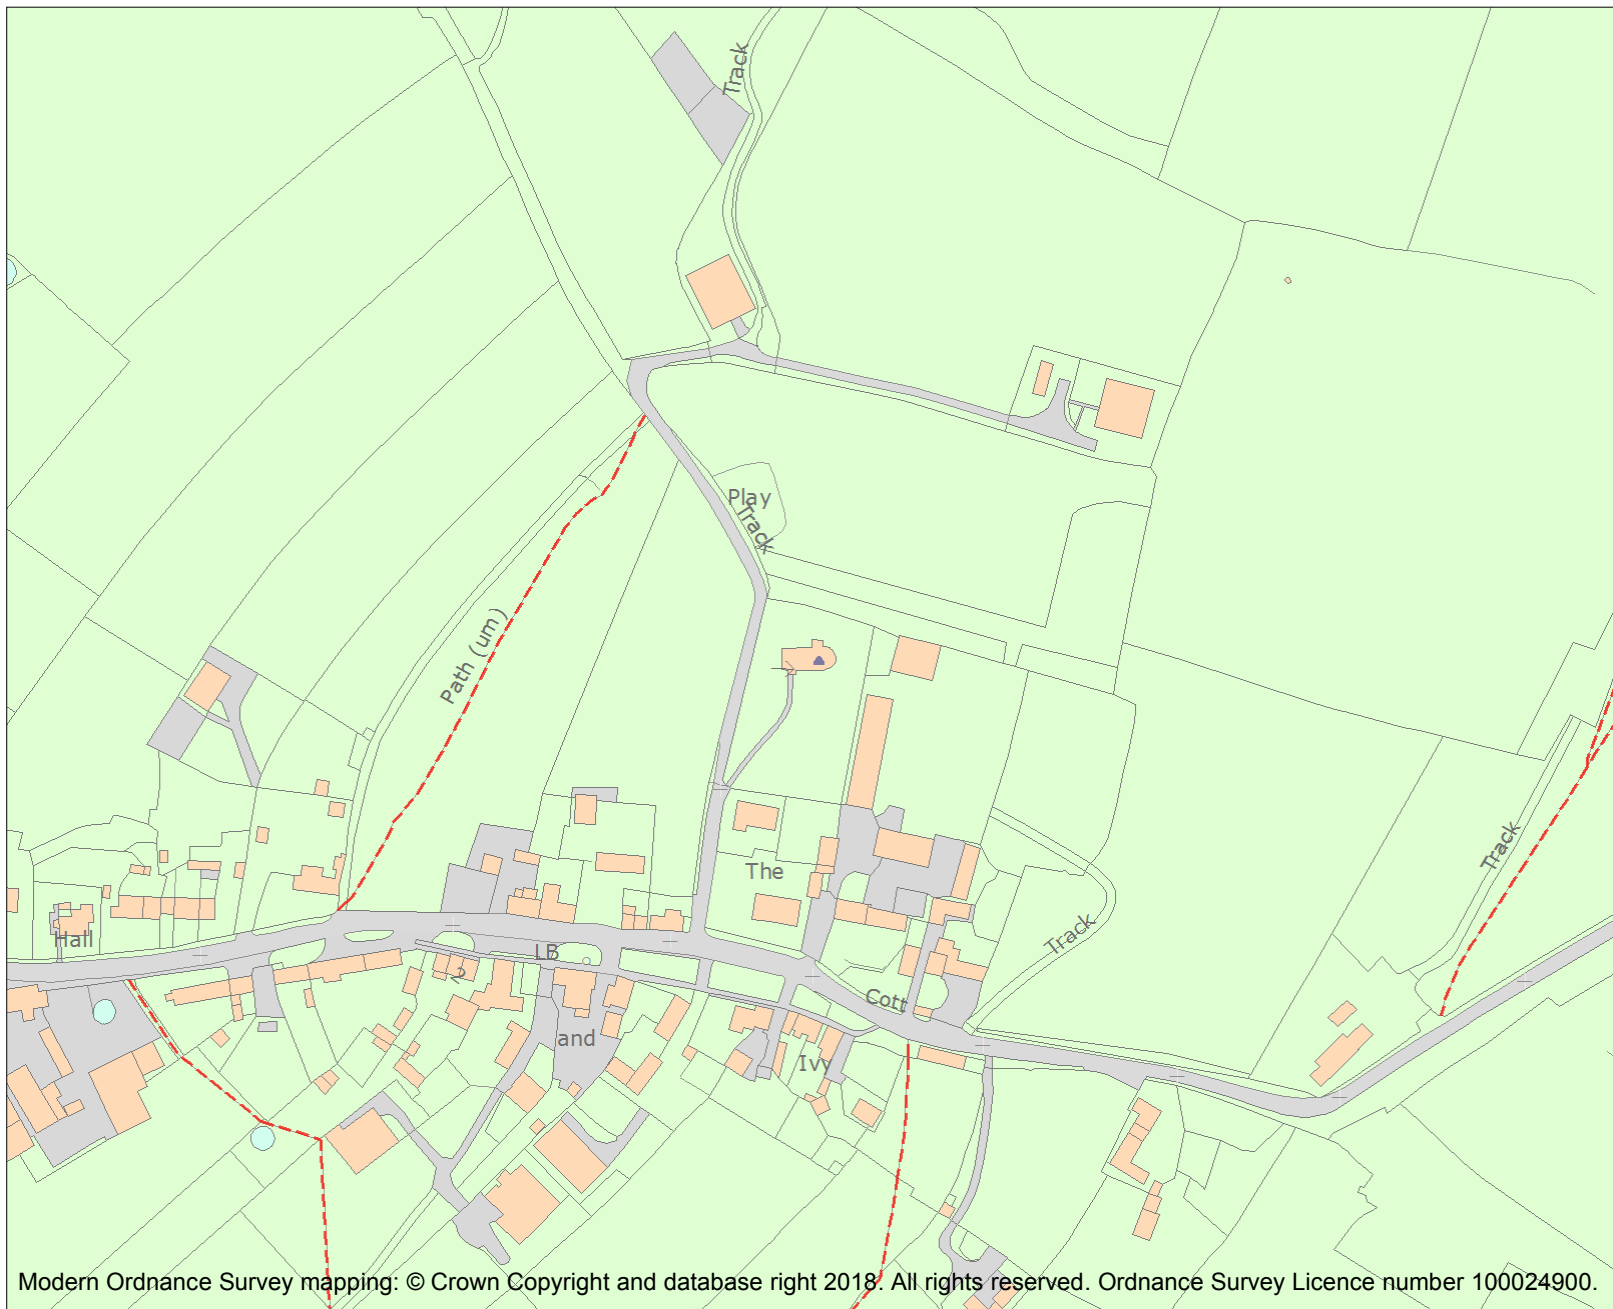 Track
Play
Track
Path (um)
Track
The
Hall
LB
2
Track
Cott
and
Ivy
Modern Ordnance Survey mapping: © Crown Copyright and database right 2018. All rights reserved. Ordnance Survey Licence number 100024900.